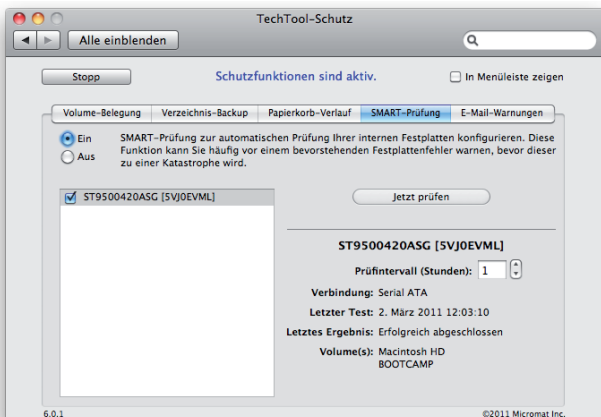 TechTool-Schutz
Alle einblenden
Stopp
Schutzfunktionen sind aktiv.
In Menüleiste zeigen
Volume-Belegung Verzeichnis-Backup Papierkorb-Verlauf SMART-Prüfung E-Mail-Warnungen
Ein
Aus
SMART-Prüfung zur automatischen Prüfung Ihrer internen Festplatten konfigurieren. Diese
Funktion kann Sie häufig vor einem bevorstehenden Festplattenfehler warnen, bevor dieser
zu einer Katastrophe wird.
ST9500420ASG [5VJ0EVML]
Jetzt prüfen
ST9500420ASG [5VJ0EVML]
Prüfintervall (Stunden): 1
Verbindung: Serial ATA
Letzter Test: 2. März 2011 12:03:10
Letztes Ergebnis: Erfolgreich abgeschlossen
Volume(s): Macintosh HD
BOOTCAMP
6.0.1
©2011 Micromat Inc.